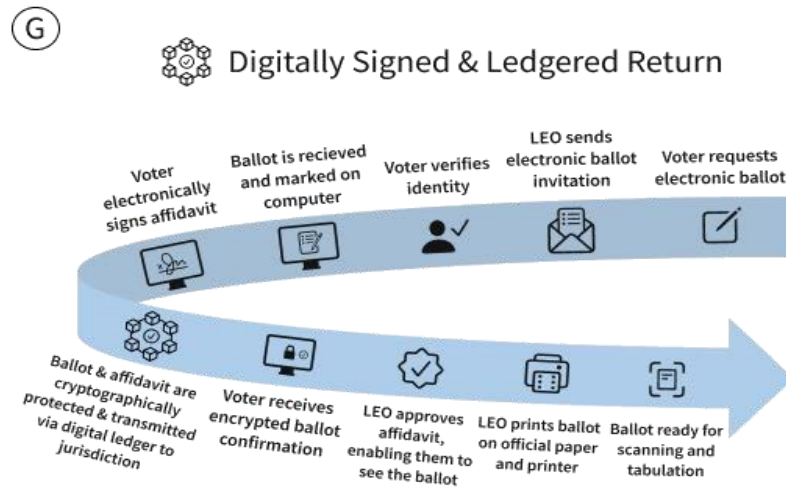 G
Digitally Signed & Ledgered Return
Voter
electronically
signs affidavit
Ballot is recieved
and marked on
computer
Voter verifies
identity
LEO sends
electronic ballot
invitation
Voter requests
electronic ballot
Ballot & affidavit are
cryptographically
protected & transmitted
via digital ledger to
jurisdiction
Voter receives
encrypted ballot
confirmation
LEO approves
affidavit,
enabling them to
see the ballot
LEO prints ballot
on official paper
and printer
Ballot ready for
scanning and
tabulation